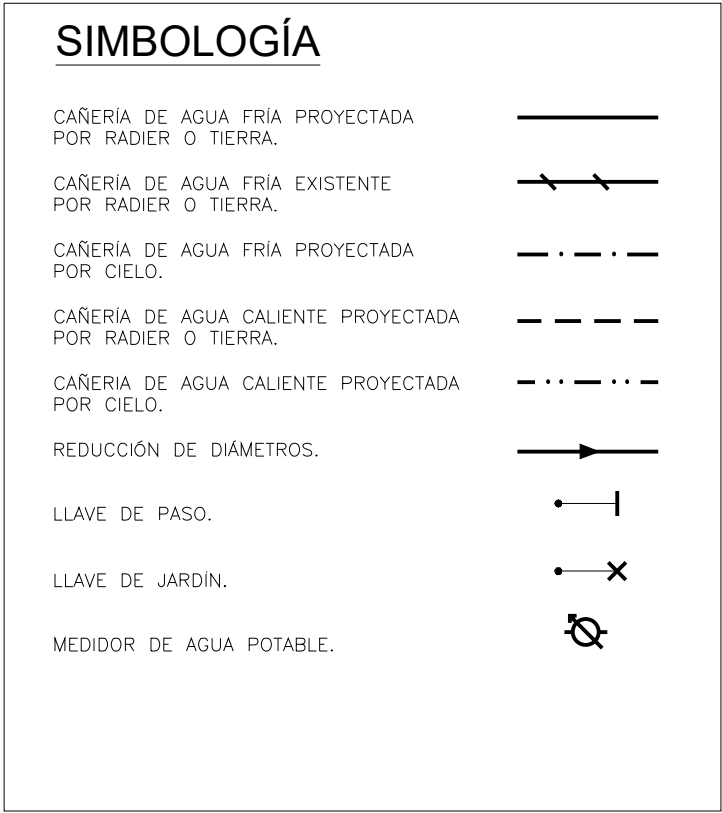 SIMBOLOGÍA
CAÑERÍA DE AGUA FRÍA PROYECTADA
POR RADIER O TIERRA.
CAÑERÍA DE AGUA FRÍA EXISTENTE
POR RADIER O TIERRA.
CAÑERÍA DE AGUA FRÍA PROYECTADA
POR CIELO.
CAÑERÍA DE AGUA CALIENTE PROYECTADA
POR RADIER O TIERRA.
CAÑERIA DE AGUA CALIENTE PROYECTADA
POR CIELO.
REDUCCIÓN DE DIÁMETROS.
LLAVE DE PASO.
LLAVE DE JARDÍN.
MEDIDOR DE AGUA POTABLE.